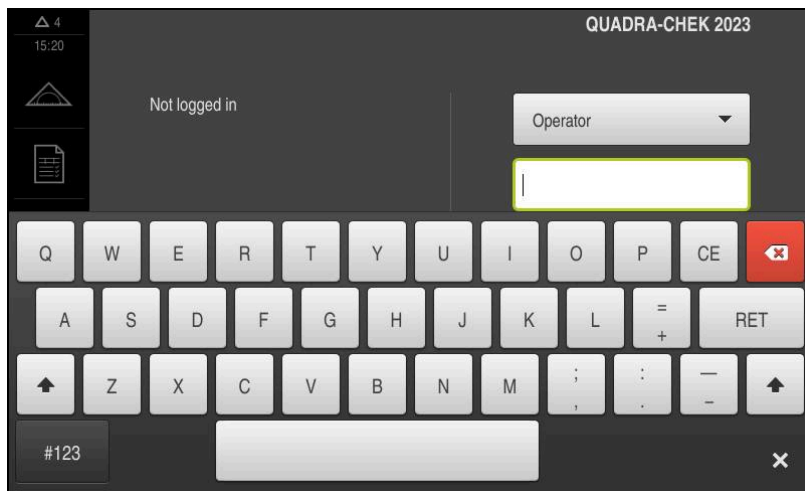 4
15:20
QUADRA-CHEK 2023
Not logged in
Operator
Q W E R T Y U I O P CE
A S D F G H J K L = + RET
Z X C V B N M ; , : . — –
#123